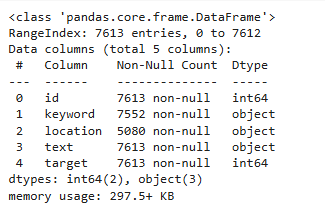 <class 'pandas.core.frame.DataFrame'>
RangeIndex: 7613 entries, 0 to 7612
Data columns (total 5 columns):
 #   Column    Non-Null Count  Dtype
---  ------    --------------  -----
 0   id        7613 non-null   int64
 1   keyword   7552 non-null   object
 2   location  5080 non-null   object
 3   text      7613 non-null   object
 4   target    7613 non-null   int64
dtypes: int64(2), object(3)
memory usage: 297.5+ KB